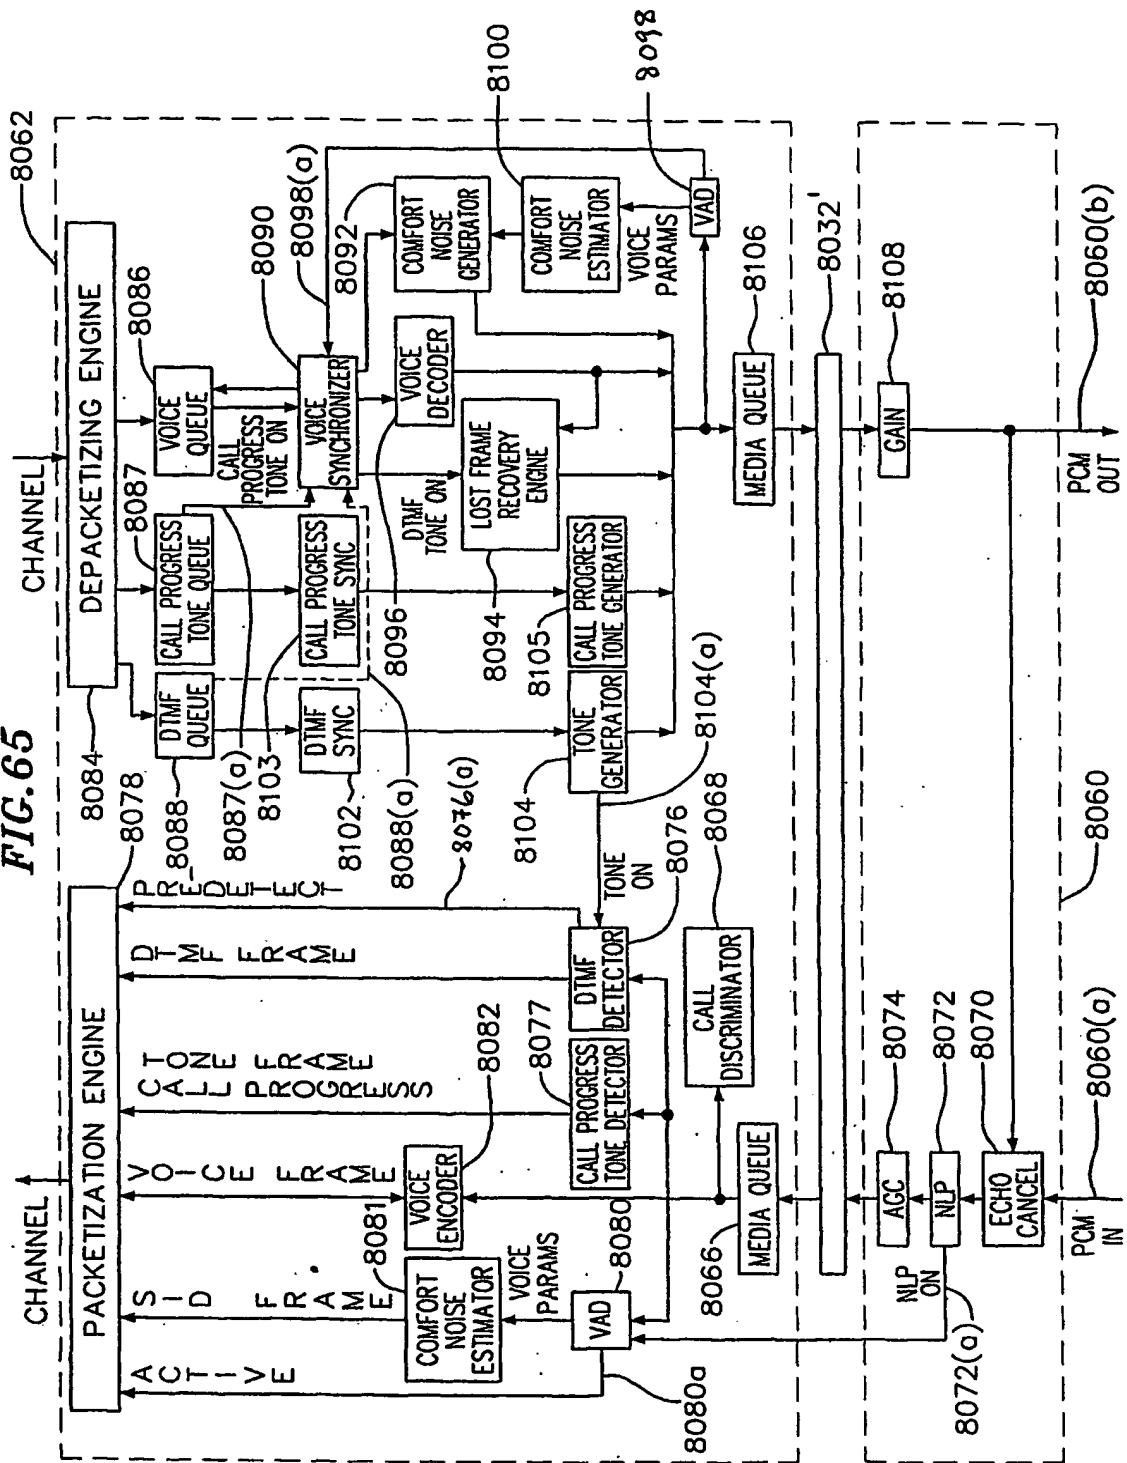 FIG.65
CHANNEL
PACKETIZATION ENGINE
8078
ACTIVE
SID FRAME
VOICE FRAME
CALL PROGRESS
TONE FRAME
DTMF FRAME
PRE-DETECT
8076(a)
COMFORT
NOISE
ESTIMATOR
8081
VOICE
ENCODER
8082
VOICE PARAMS
VAD
8080
8080a
CALL PROGRESS
TONE DETECTOR
8077
DTMF
DETECTOR
8076
TONE
ON
CALL
DISCRIMINATOR
8068
MEDIA QUEUE
8066
NLP
ON
8072(a)
AGC
8074
NLP
8072
ECHO
CANCEL
8070
PCM
IN
8060(a)
8060
CHANNEL
8062
DEPACKETIZING ENGINE
8084
DTMF
QUEUE
8088
CALL PROGRESS
TONE QUEUE
8087
8087(a)
VOICE
QUEUE
8086
CALL
PROGRESS
TONE ON
DTMF
SYNC
8102
CALL PROGRESS
TONE SYNC
8103
8088(a)
VOICE
SYNCHRONIZER
8090
8098(a)
DTMF
TONE ON
VOICE
DECODER
8096
LOST FRAME
RECOVERY
ENGINE
8094
COMFORT
NOISE
GENERATOR
8092
COMFORT
NOISE
ESTIMATOR
8100
VOICE
PARAMS
VAD
8098
TONE
GENERATOR
8104
8104(a)
CALL PROGRESS
TONE GENERATOR
8105
MEDIA QUEUE
8106
8032'
GAIN
8108
PCM
OUT
8060(b)